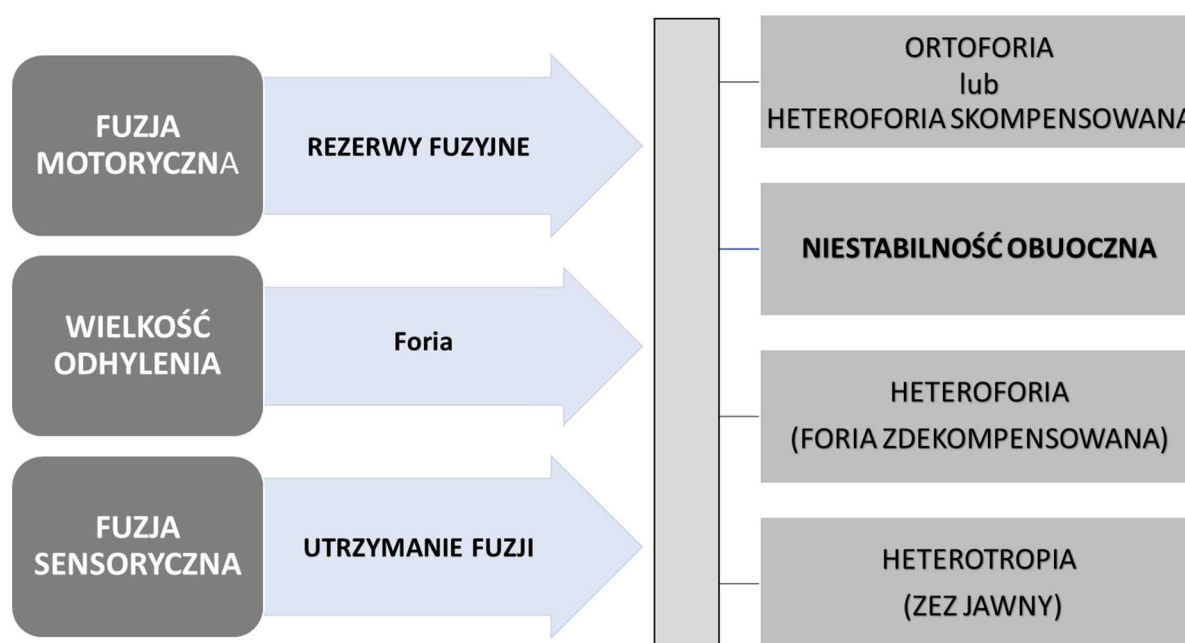 FUZJA
MOTORYCZNA
REZERWY FUZYJNE
WIELKOŚĆ
ODHYLENIA
Foria
FUZJA
SENSORYCZNA
UTRZYMANIE FUZJI
ORTOFORIA
lub
HETEROFORIA SKOMPENSOWANA
NIESTABILNOŚĆ OBUOCZNA
HETEROFORIA
(FORIA ZDEKOMPENSOWANA)
HETEROTROPIA
(ZEZ JAWNY)